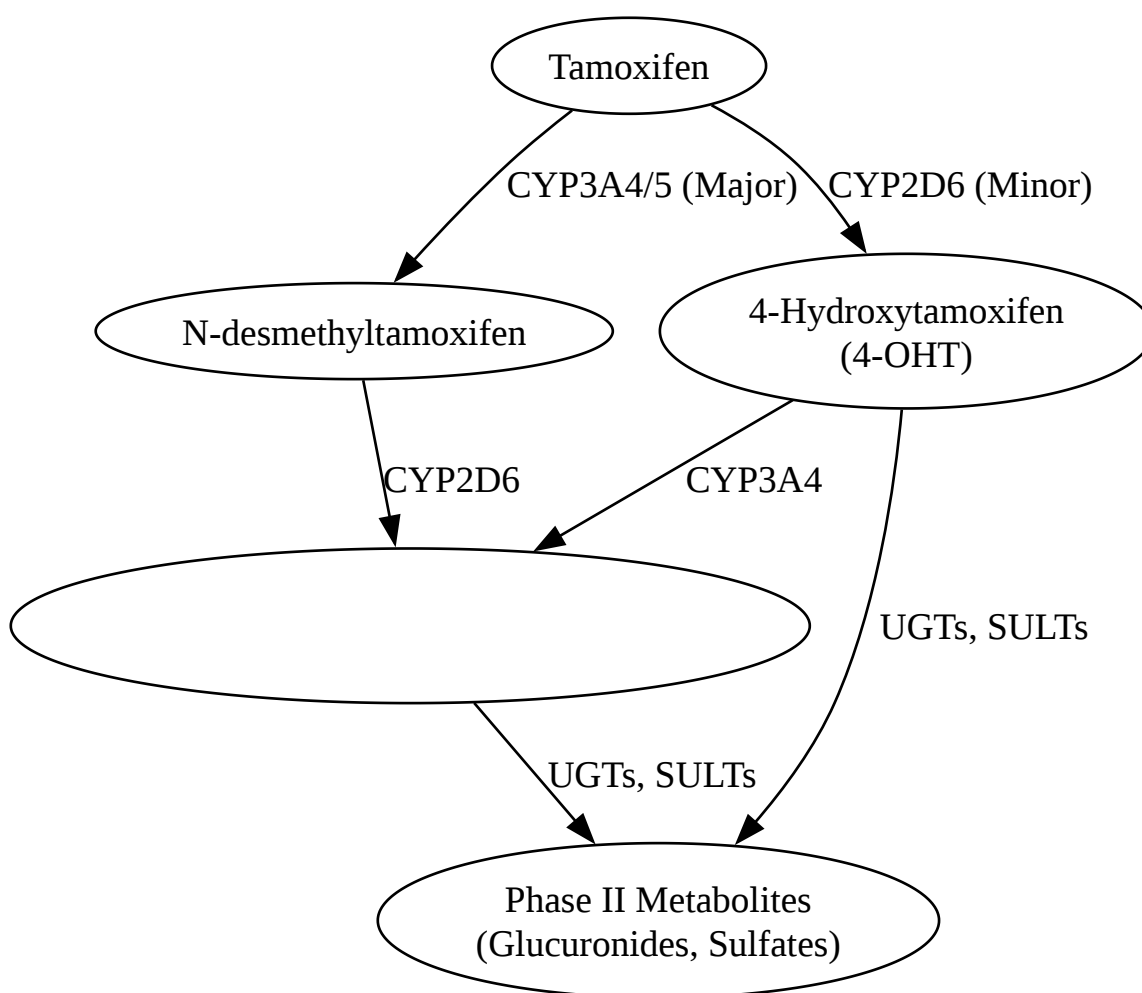 Tamoxifen
CYP3A4/5 (Major)
CYP2D6 (Minor)
N-desmethyltamoxifen
4-Hydroxytamoxifen
(4-OHT)
CYP2D6
CYP3A4
UGTs, SULTs
UGTs, SULTs
Phase II Metabolites
(Glucuronides, Sulfates)